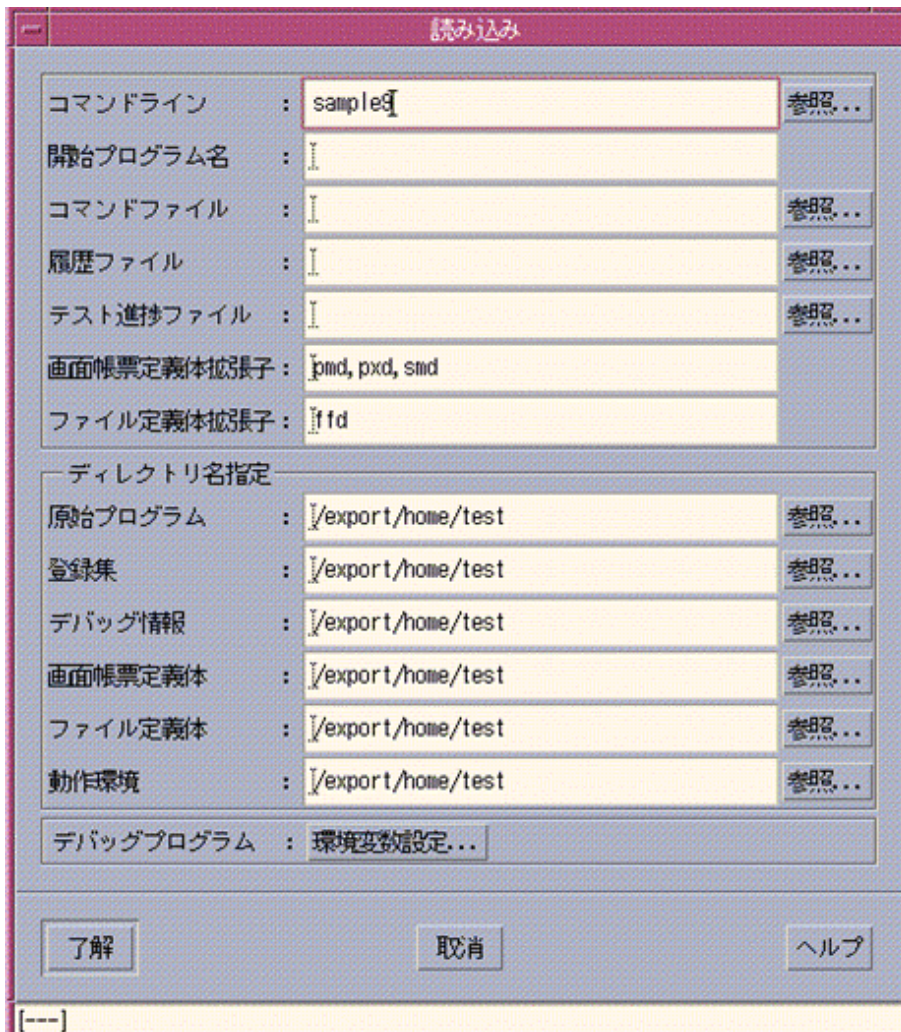 読み込み
コマンドライン : sample9 参照...
開始プログラム名 :
コマンドファイル : 参照...
履歴ファイル : 参照...
テスト進捗ファイル : 参照...
画面帳票定義体拡張子 : pmd,pxd,smd
ファイル定義体拡張子 : ffd
ディレクトリ名指定
原始プログラム : /export/home/test 参照...
登録集 : /export/home/test 参照...
デバッグ情報 : /export/home/test 参照...
画面帳票定義体 : /export/home/test 参照...
ファイル定義体 : /export/home/test 参照...
動作環境 : /export/home/test 参照...
デバッグプログラム : 環境変数設定...
了解 取消 ヘルプ
[---]